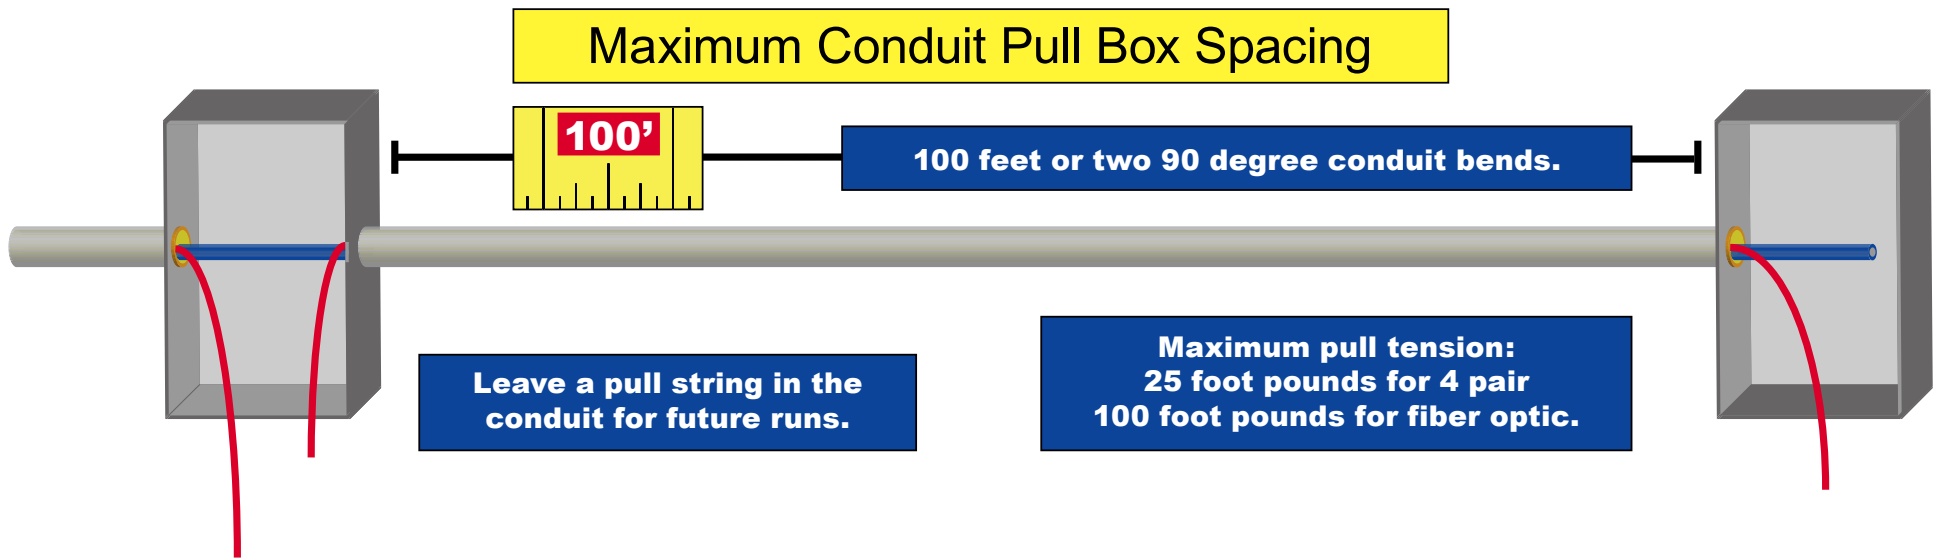 Maximum Conduit Pull Box Spacing
100’
100 feet or two 90 degree conduit bends.
Leave a pull string in the
conduit for future runs.
Maximum pull tension:
25 foot pounds for 4 pair
100 foot pounds for fiber optic.